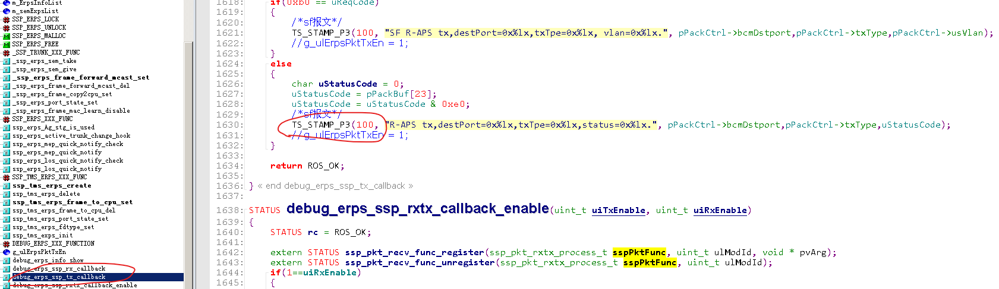 m_ErpsInfoList
m_semExpsList
SSP_ERPS_LOCK
SSP_ERPS_UNLOCK
SSP_ERPS_MALLOC
SSP_ERPS_FREE
_SSP_TRUNK_XXX_FUNC
_ssp_erps_sem_take
_ssp_erps_sem_give
_ssp_erps_frame_forward_mcast_set
_ssp_erps_frame_forward_mcast_del
_ssp_erps_frame_copy2cpu_set
_ssp_erps_port_state_set
_ssp_erps_frame_mac_learn_disable
SSP_ERPS_XXX_FUNC
ssp_erps_Ag_stg_is_used
ssp_erps_active_trunk_change_hook
ssp_erps_mep_quick_notify_check
ssp_erps_mep_quick_notify
ssp_erps_los_quick_notify_check
ssp_erps_los_quick_notify
SSP_TMS_ERPS_XXX_FUNC
ssp_tms_erps_create
ssp_tms_erps_delete
ssp_tms_erps_frame_to_cpu_set
ssp_tms_erps_frame_to_cpu_del
ssp_tms_erps_port_state_set
ssp_tms_erps_fdtype_set
ssp_tms_exps_init
DEBUG_ERPS_XXX_FUNCTION
g_ulErpsPktTxEn
debug_erps_info_show
debug_erps_ssp_rx_callback
debug_erps_ssp_tx_callback
debug_erps_ssp_rxtx_callback_enable
1618: if(0xb0 == uReqCode)
1619: {
1620: /*sf报文*/
1621: TS_STAMP_P3(100, "SF R-APS tx,destPort=0x%lx,txTpe=0x%lx, vlan=0x%lx.", pPackCtrl->bcmDstport,pPackCtrl->txType,pPackCtrl->usVlan);
1622: //g_ulErpsPktTxEn = 1;
1623: }
1624: else
1625: {
1626: char uStatusCode = 0;
1627: uStatusCode = pPackBuf[23];
1628: uStatusCode = uStatusCode & 0xe0;
1629: /*sf报文*/
1630: TS_STAMP_P3(100, "R-APS tx,destPort=0x%lx,txTpe=0x%lx,status=0x%lx.", pPackCtrl->bcmDstport,pPackCtrl->txType,uStatusCode);
1631: //g_ulErpsPktTxEn = 1;
1632: }
1633:
1634: return ROS_OK;
1635:
1636: } « end debug_erps_ssp_tx_callback »
1637:
1638: STATUS debug_erps_ssp_rxtx_callback_enable(uint_t uiTxEnable, uint_t uiRxEnable)
1639: {
1640: STATUS rc = ROS_OK;
1641:
1642: extern STATUS ssp_pkt_recv_func_register(ssp_pkt_rxtx_process_t sspPktFunc, uint_t ulModId, void * pvArg);
1643: extern STATUS ssp_pkt_recv_func_unregister(ssp_pkt_rxtx_process_t sspPktFunc, uint_t ulModId);
1644: if(1==uiRxEnable)
1645: {